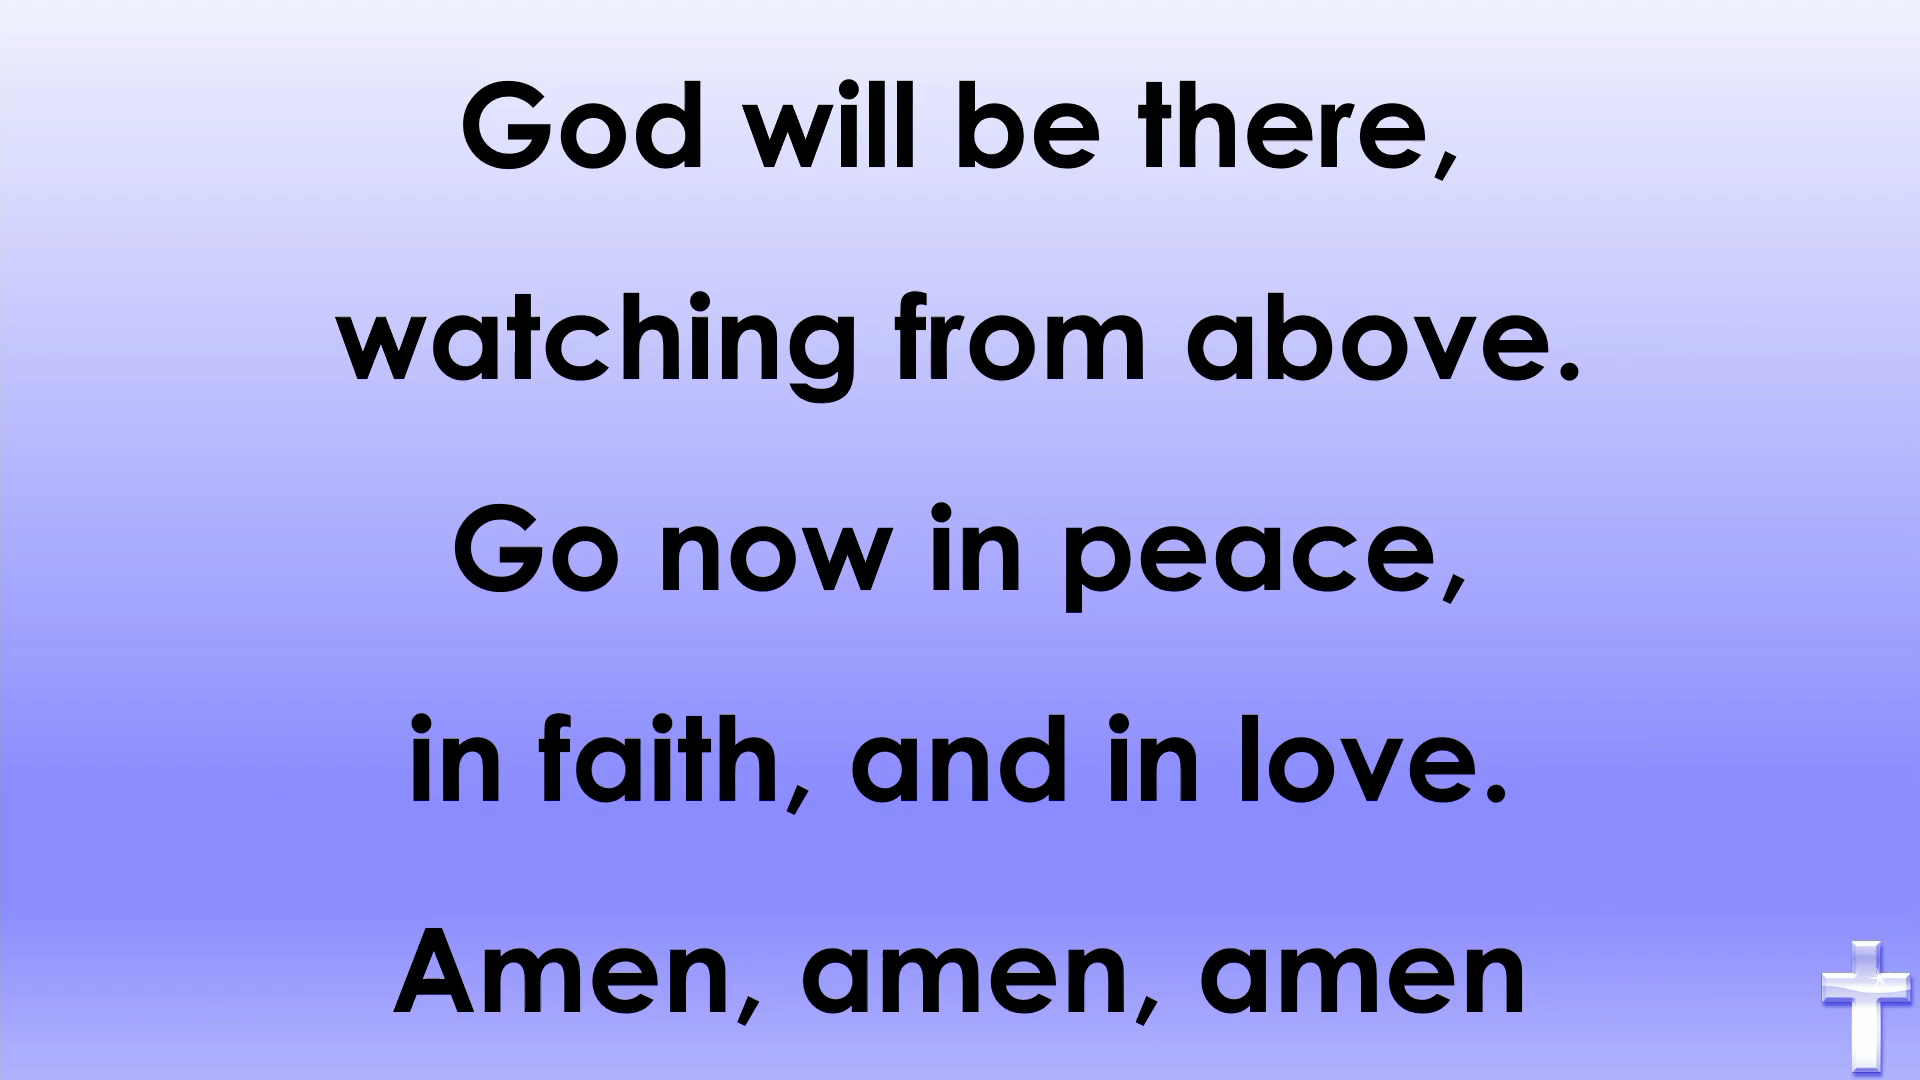 God will be there,
watching from above.
Go now in peace,
in faith, and in love.
Amen, amen, amen